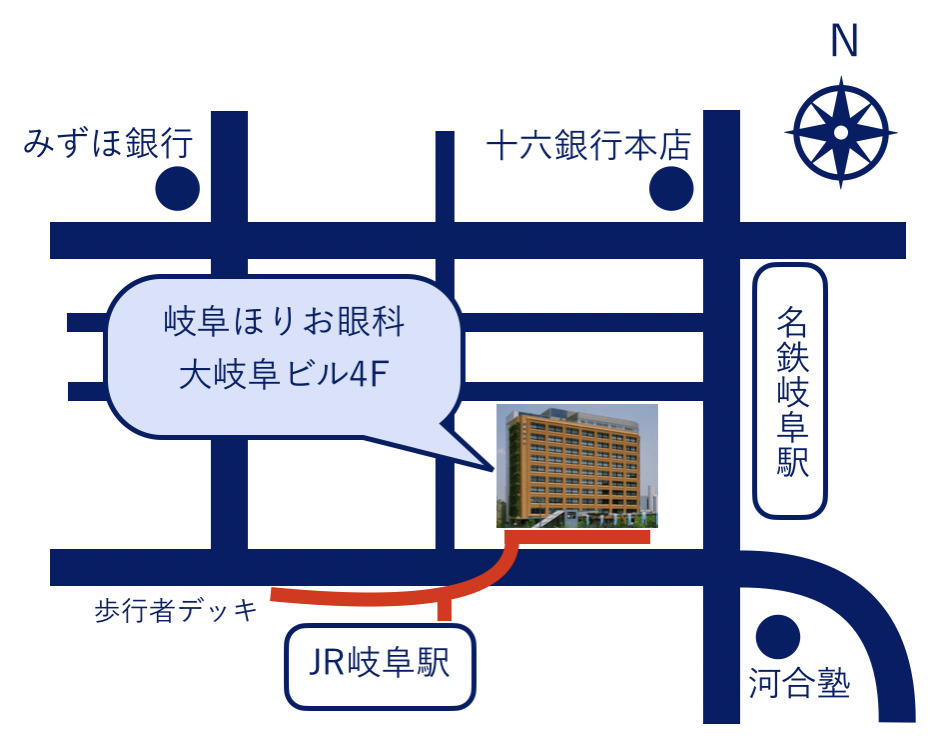 N
みずほ銀行
十六銀行本店
岐阜ほりお眼科
大岐阜ビル4F
名鉄岐阜駅
歩行者デッキ
JR岐阜駅
河合塾